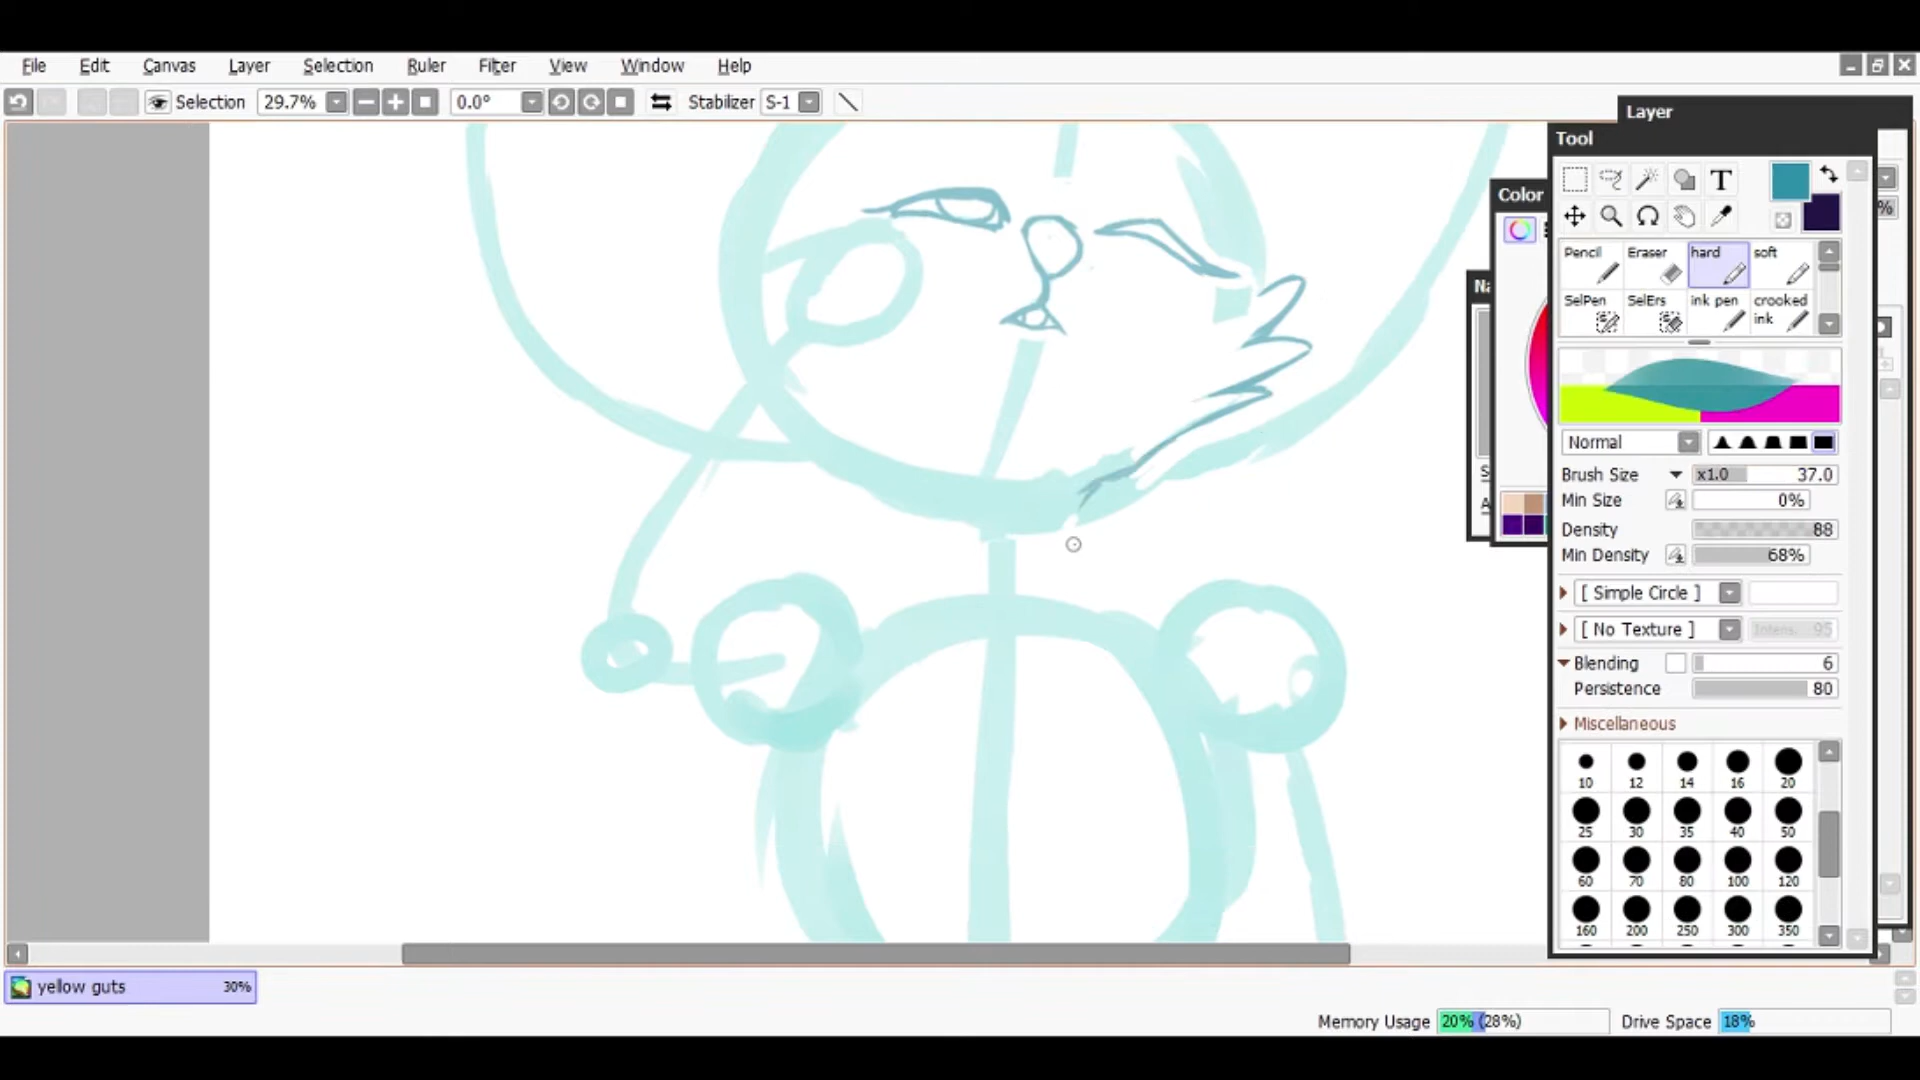 File Edit Canvas Layer Selection Ruler Filter View Window Help
Selection 29.7% 0.0° Stabilizer S-1
Layer
Tool
Color
T
Pencil Eraser hard soft
SelPen SelErs ink pen crooked ink
%
Normal
Brush Size x1.0 37.0
Min Size 0%
Density 88
Min Density 68%
[ Simple Circle ]
[ No Texture ] Intens. 95
Blending 6
Persistence 80
Miscellaneous
10 12 14 16 20
25 30 35 40 50
60 70 80 100 120
160 200 250 300 350
yellow guts 30%
Memory Usage 20% (28%) Drive Space 18%